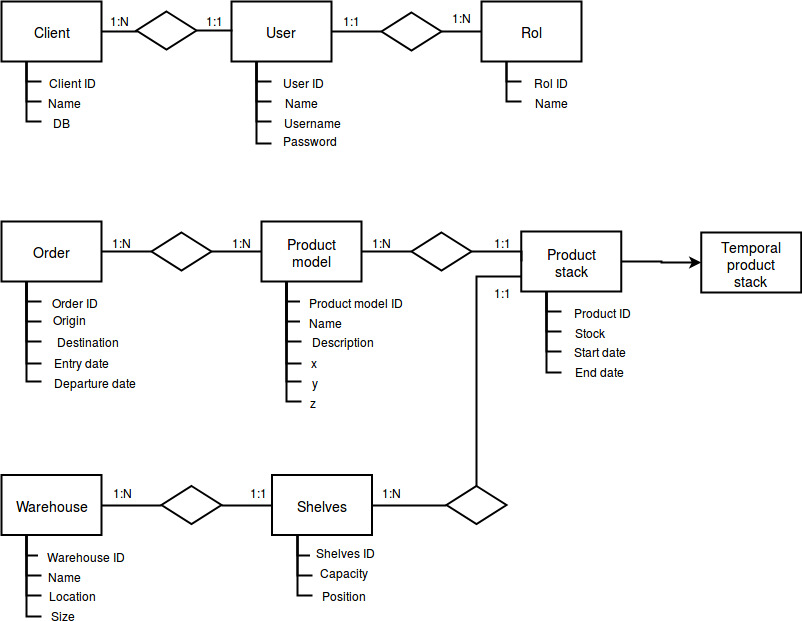 Client
1:N
1:1
User
1:1
1:N
Rol
Client ID
Name
DB
User ID
Name
Username
Password
Rol ID
Name
Order
1:N
1:N
Product
model
1:N
1:1
1:1
Product
stack
Temporal
product
stack
Order ID
Origin
Destination
Entry date
Departure date
Product model ID
Name
Description
x
y
z
Product ID
Stock
Start date
End date
Warehouse
1:N
1:1
Shelves
1:N
Warehouse ID
Name
Location
Size
Shelves ID
Capacity
Position